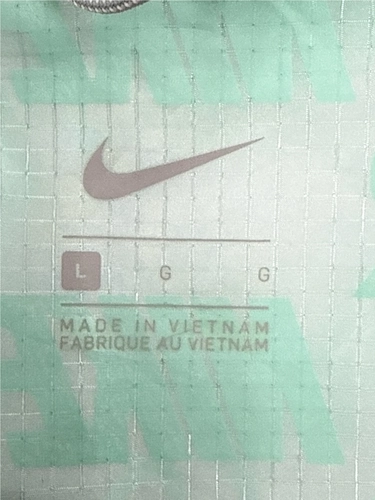 L G G
MADE IN VIETNAM
FABRIQUE AU VIETNAM